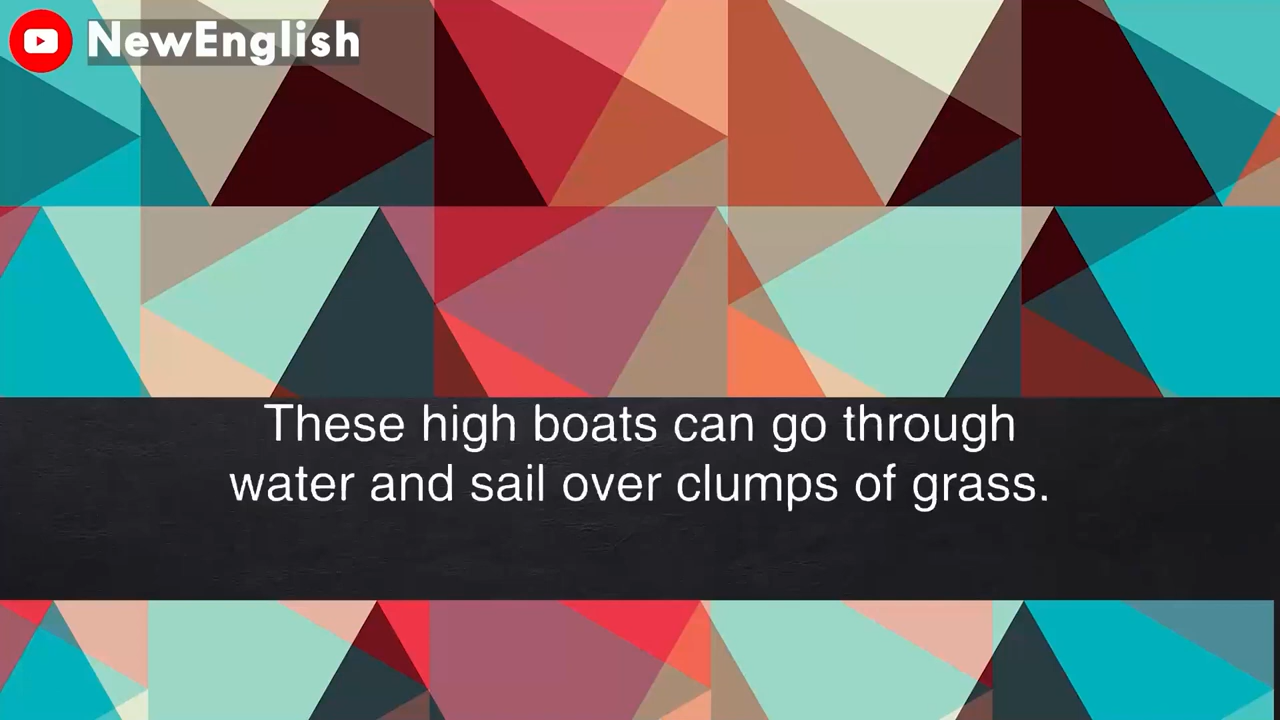 NewEnglish
These high boats can go through
water and sail over clumps of grass.